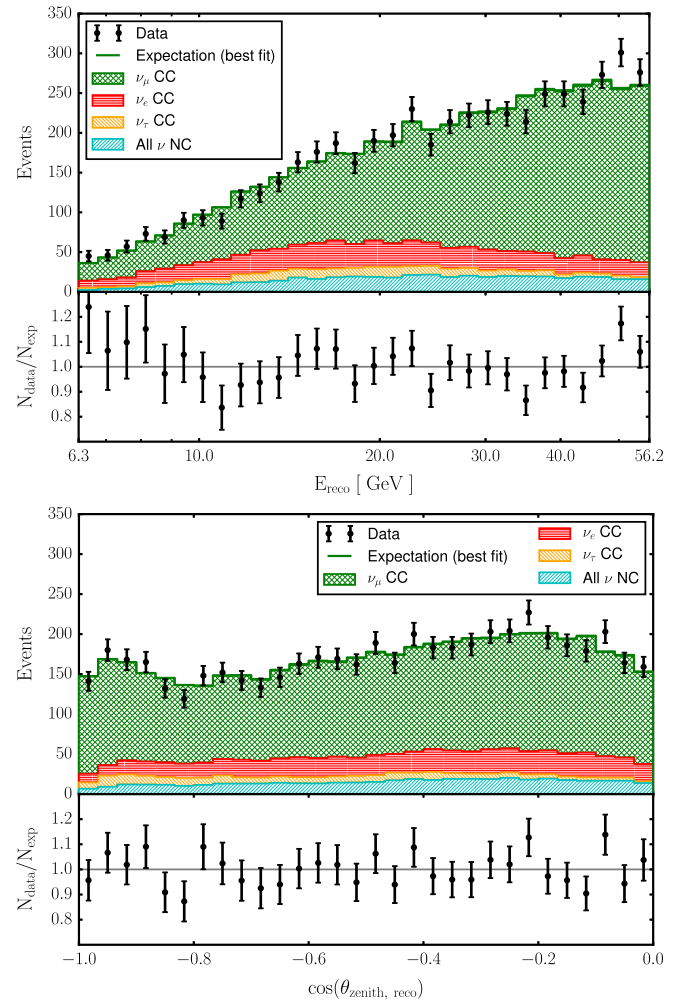 350
300
250
200
150
100
50
0
Events
Data
Expectation (best fit)
ν_μ CC
ν_e CC
ν_τ CC
All ν NC
1.2
1.1
1.0
0.9
0.8
N_data/N_exp
6.3 10.0 20.0 30.0 40.0 56.2
E_reco [ GeV ]
350
300
250
200
150
100
50
0
Events
Data
Expectation (best fit)
ν_μ CC
ν_e CC
ν_τ CC
All ν NC
1.2
1.1
1.0
0.9
0.8
N_data/N_exp
−1.0 −0.8 −0.6 −0.4 −0.2 0.0
cos(θ_zenith, reco)